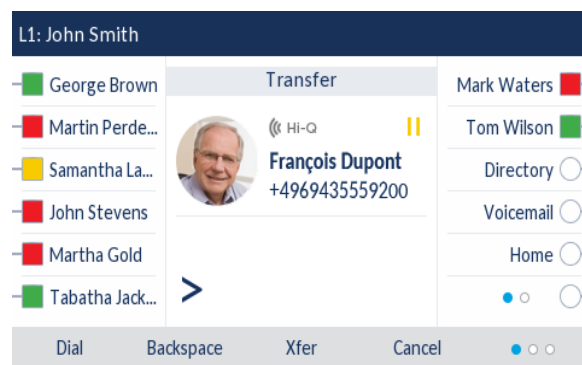 L1: John Smith
George Brown
Martin Perde...
Samantha La...
John Stevens
Martha Gold
Tabatha Jack...
Transfer
Hi-Q
François Dupont
+4969435559200
>
Mark Waters
Tom Wilson
Directory
Voicemail
Home
Dial Backspace Xfer Cancel